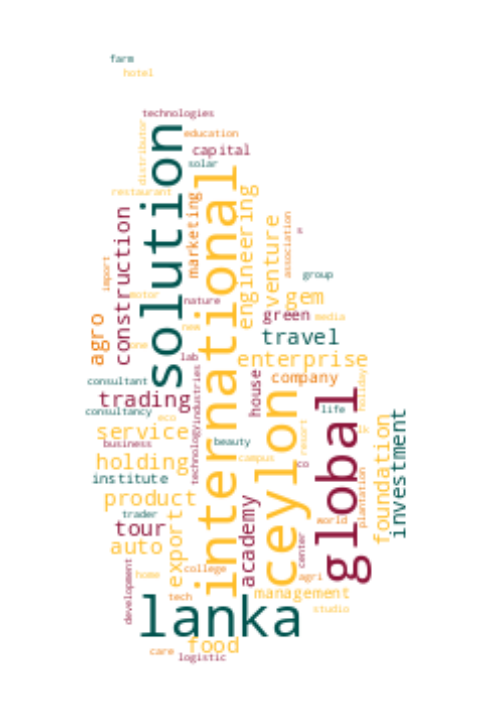 farm
hotel
technologies
education
distributor
solution
capital
solar
restaurant
international
marketing
engineering
construction
venture
association
s
import
group
motor
nature
gem
green
media
agro
new
travel
one
lab
enterprise
consultant
house
company
holiday
trading
industries
life
consultancy
eco
ceylon
global
investment
service
technology
beauty
resort
foundation
business
holding
campus
co
institute
plantation
product
academy
trader
world
tour
export
center
auto
college
agri
development
home
management
tech
lanka
studio
food
care
logistic